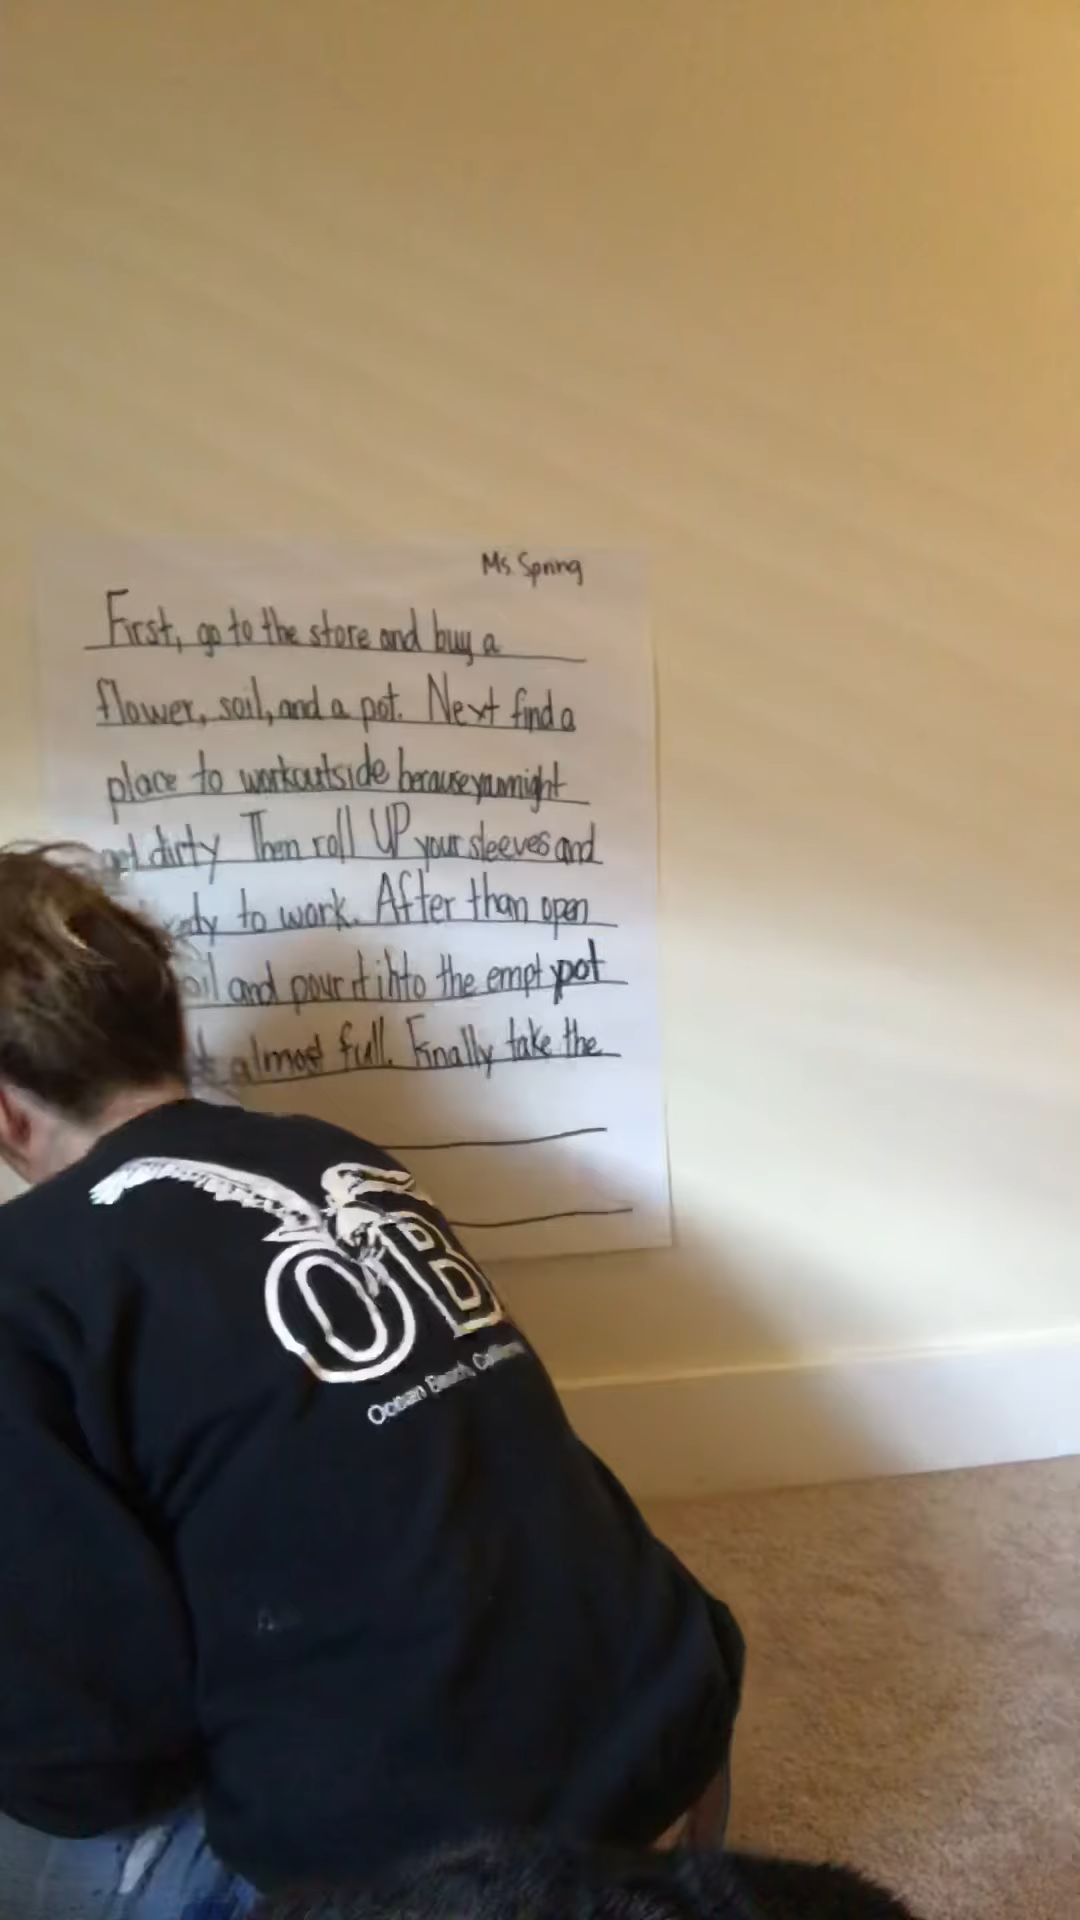 Ms. Spring
First, go to the store and buy a
flower, soil, and a pot. Next find a
place to work outside because you might
get dirty Then roll UP your sleeves and
to work. After than open
and pour it into the empt pot
almost full. Finally take the
OB
Ocean Beach,